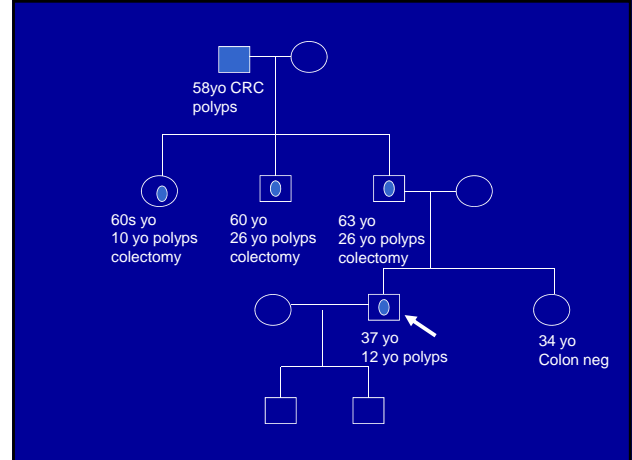 58yo CRC
polyps
60s yo
10 yo polyps
colectomy
60 yo
26 yo polyps
colectomy
63 yo
26 yo polyps
colectomy
37 yo
12 yo polyps
34 yo
Colon neg